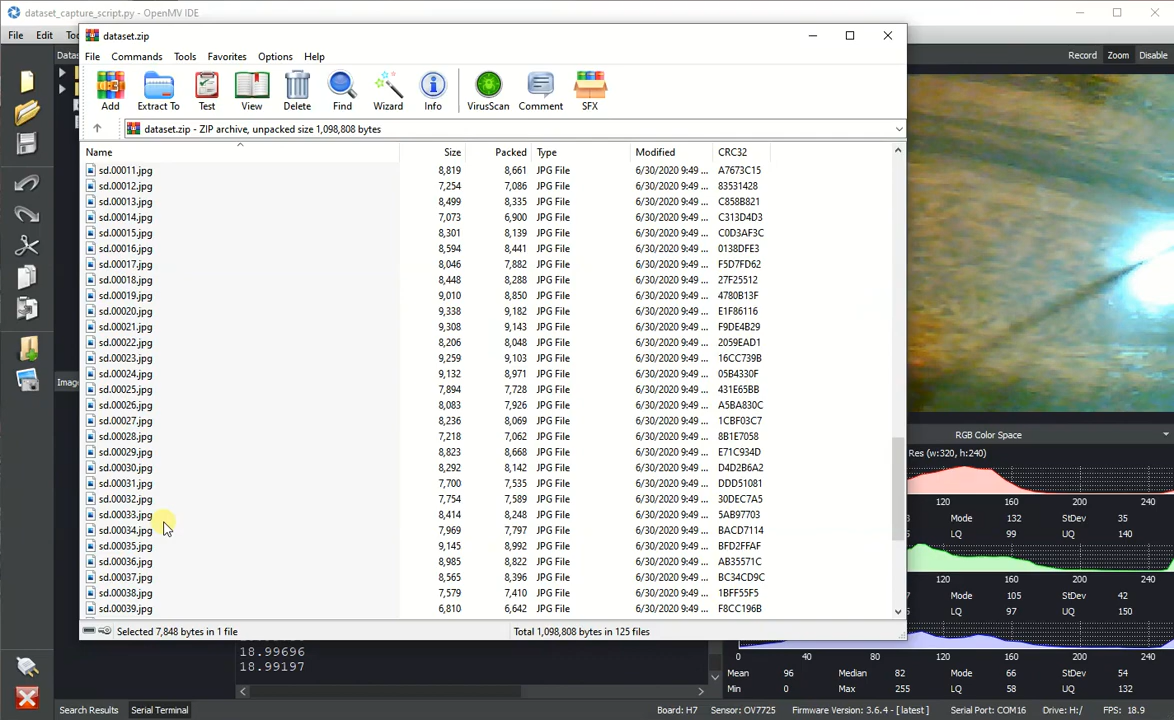 dataset_capture_script.py - OpenMV IDE
File Edit
dataset.zip
File Commands Tools Favorites Options Help
Add Extract To Test View Delete Find Wizard Info VirusScan Comment SFX
Record Zoom Disable
dataset.zip - ZIP archive, unpacked size 1,098,808 bytes
Name Size Packed Type Modified CRC32
sd.00011.jpg 8,819 8,661 JPG File 6/30/2020 9:49 ... A7673C15
sd.00012.jpg 7,254 7,086 JPG File 6/30/2020 9:49 ... 83531428
sd.00013.jpg 8,499 8,335 JPG File 6/30/2020 9:49 ... C858B821
sd.00014.jpg 7,073 6,900 JPG File 6/30/2020 9:49 ... C313D4D3
sd.00015.jpg 8,301 8,139 JPG File 6/30/2020 9:49 ... C0D3AF3C
sd.00016.jpg 8,594 8,441 JPG File 6/30/2020 9:49 ... 0138DFE3
sd.00017.jpg 8,046 7,882 JPG File 6/30/2020 9:49 ... F5D7FD62
sd.00018.jpg 8,448 8,288 JPG File 6/30/2020 9:49 ... 27F25512
sd.00019.jpg 9,010 8,850 JPG File 6/30/2020 9:49 ... 4780B13F
sd.00020.jpg 9,338 9,182 JPG File 6/30/2020 9:49 ... E1F86116
sd.00021.jpg 9,308 9,143 JPG File 6/30/2020 9:49 ... F9DE4B29
sd.00022.jpg 8,206 8,048 JPG File 6/30/2020 9:49 ... 2059EAD1
sd.00023.jpg 9,259 9,103 JPG File 6/30/2020 9:49 ... 16CC739B
sd.00024.jpg 9,132 8,971 JPG File 6/30/2020 9:49 ... 05B4330F
sd.00025.jpg 7,894 7,728 JPG File 6/30/2020 9:49 ... 431E65BB
sd.00026.jpg 8,083 7,926 JPG File 6/30/2020 9:49 ... A5BA830C
sd.00027.jpg 8,236 8,069 JPG File 6/30/2020 9:49 ... 1CBF03C7
sd.00028.jpg 7,218 7,062 JPG File 6/30/2020 9:49 ... 8B1E7058
sd.00029.jpg 8,823 8,668 JPG File 6/30/2020 9:49 ... E71C934D
sd.00030.jpg 8,292 8,142 JPG File 6/30/2020 9:49 ... D4D2B6A2
sd.00031.jpg 7,700 7,535 JPG File 6/30/2020 9:49 ... DDD51081
sd.00032.jpg 7,754 7,589 JPG File 6/30/2020 9:49 ... 30DEC7A5
sd.00033.jpg 8,414 8,248 JPG File 6/30/2020 9:49 ... 5AB97703
sd.00034.jpg 7,969 7,797 JPG File 6/30/2020 9:49 ... BACD7114
sd.00035.jpg 9,145 8,992 JPG File 6/30/2020 9:49 ... BFD2FFAF
sd.00036.jpg 8,985 8,822 JPG File 6/30/2020 9:49 ... AB35571C
sd.00037.jpg 8,565 8,396 JPG File 6/30/2020 9:49 ... BC34CD9C
sd.00038.jpg 7,579 7,410 JPG File 6/30/2020 9:49 ... 1BFF55F5
sd.00039.jpg 6,810 6,642 JPG File 6/30/2020 9:49 ... F8CC196B
Selected 7,848 bytes in 1 file Total 1,098,808 bytes in 125 files
RGB Color Space
Res (w:320, h:240)
120 160 200 240
Mode 132 StDev 35
LQ 99 UQ 140
120 160 200 240
Mode 105 StDev 42
LQ 97 UQ 150
0 40 80 120 160 200 240
Mean 96 Median 82 Mode 66 StDev 54
Min 0 Max 255 LQ 58 UQ 132
18.99696
18.99197
Search Results Serial Terminal Board: H7 Sensor: OV7725 Firmware Version: 3.6.4 - [ latest ] Serial Port: COM16 Drive: H:/ FPS: 18.9